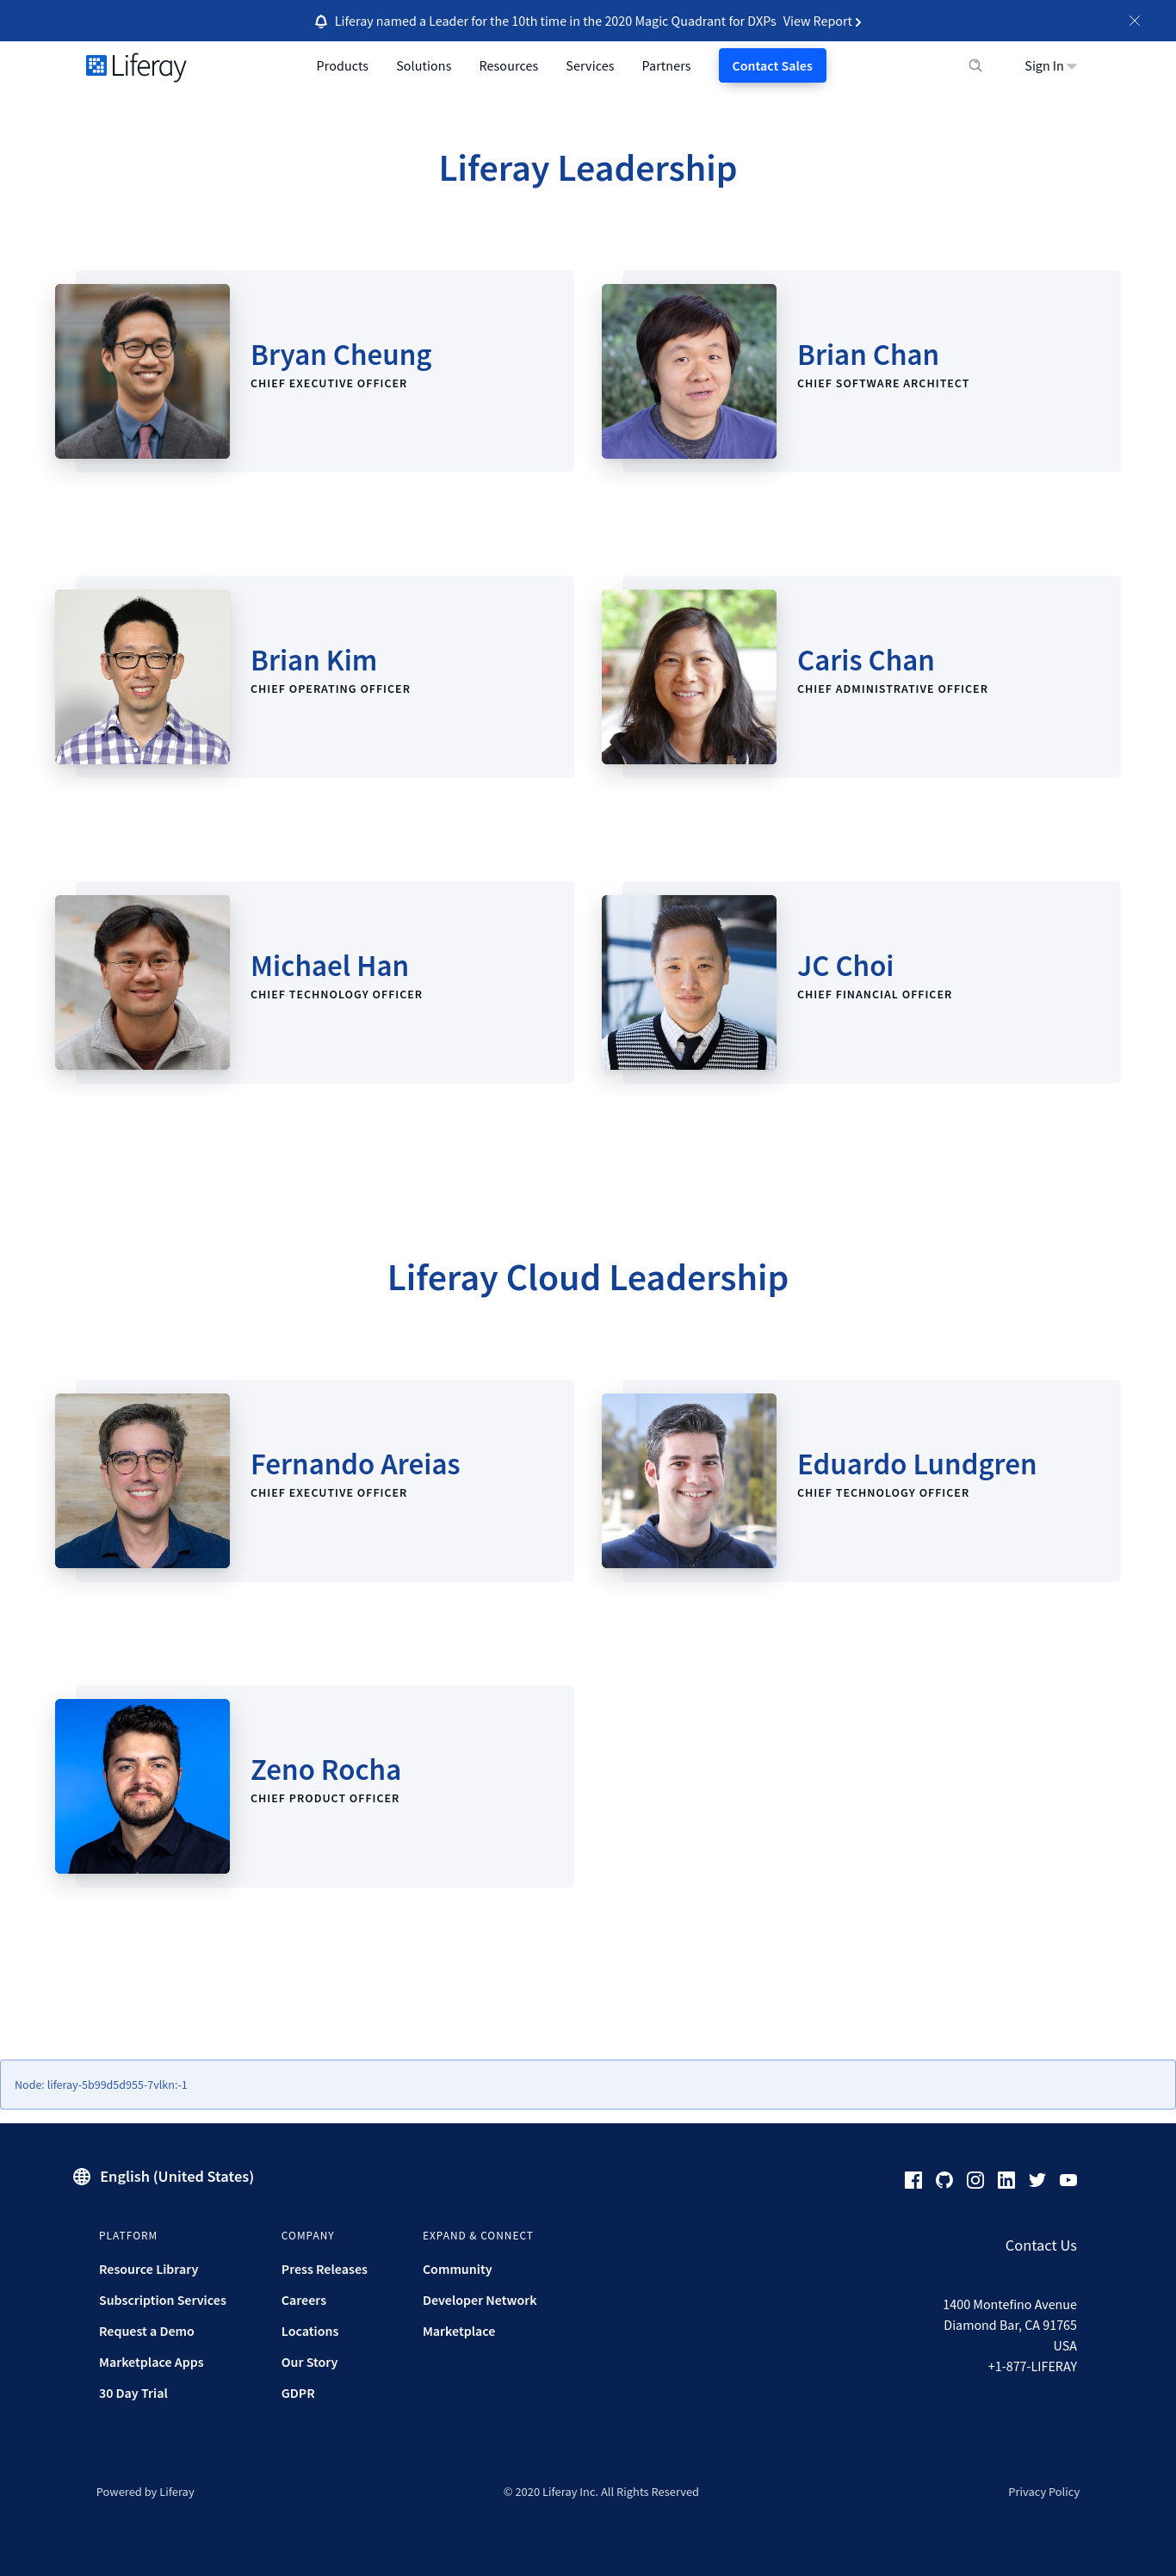 Liferay named a Leader for the 10th time in the 2020 Magic Quadrant for DXPs View Report
Liferay Products Solutions Resources Services Partners Contact Sales Sign In
Liferay Leadership
Bryan Cheung
CHIEF EXECUTIVE OFFICER
Brian Chan
CHIEF SOFTWARE ARCHITECT
Brian Kim
CHIEF OPERATING OFFICER
Caris Chan
CHIEF ADMINISTRATIVE OFFICER
Michael Han
CHIEF TECHNOLOGY OFFICER
JC Choi
CHIEF FINANCIAL OFFICER
Liferay Cloud Leadership
Fernando Areias
CHIEF EXECUTIVE OFFICER
Eduardo Lundgren
CHIEF TECHNOLOGY OFFICER
Zeno Rocha
CHIEF PRODUCT OFFICER
Node: liferay-5b99d5d955-7vlkn:-1
English (United States)
PLATFORM
Resource Library
Subscription Services
Request a Demo
Marketplace Apps
30 Day Trial
COMPANY
Press Releases
Careers
Locations
Our Story
GDPR
EXPAND & CONNECT
Community
Developer Network
Marketplace
Contact Us
1400 Montefino Avenue
Diamond Bar, CA 91765
USA
+1-877-LIFERAY
Powered by Liferay
© 2020 Liferay Inc. All Rights Reserved
Privacy Policy